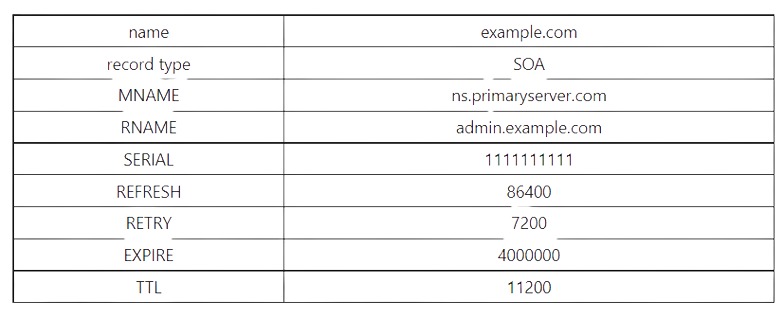 name example.com
record type SOA
MNAME ns.primaryserver.com
RNAME admin.example.com
SERIAL 1111111111
REFRESH 86400
RETRY 7200
EXPIRE 4000000
TTL 11200